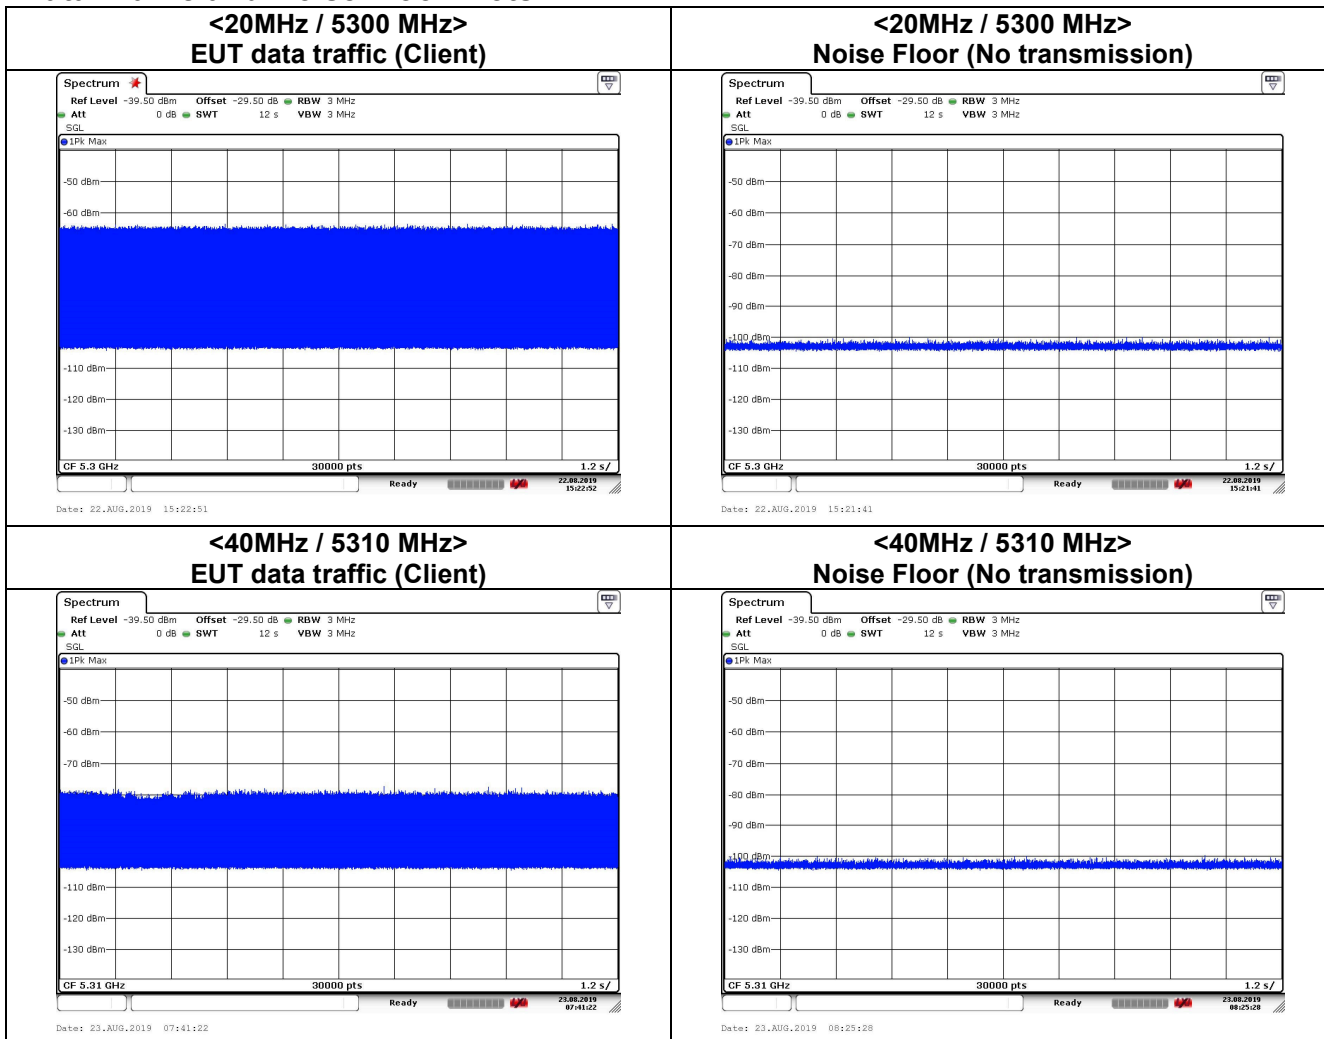 <20MHz / 5300 MHz>
EUT data traffic (Client)
Spectrum
Ref Level -39.50 dBm Offset -29.50 dB RBW 3 MHz
Att 0 dB SWT 12 s VBW 3 MHz
SGL
1Pk Max
-50 dBm
-60 dBm
-110 dBm
-120 dBm
-130 dBm
CF 5.3 GHz 30000 pts 1.2 s/
Ready 22.08.2019
15:22:52
Date: 22.AUG.2019 15:22:51
<20MHz / 5300 MHz>
Noise Floor (No transmission)
Spectrum
Ref Level -39.50 dBm Offset -29.50 dB RBW 3 MHz
Att 0 dB SWT 12 s VBW 3 MHz
SGL
1Pk Max
-50 dBm
-60 dBm
-70 dBm
-80 dBm
-90 dBm
-100 dBm
-110 dBm
-120 dBm
-130 dBm
CF 5.3 GHz 30000 pts 1.2 s/
Ready 22.08.2019
15:21:41
Date: 22.AUG.2019 15:21:41
<40MHz / 5310 MHz>
EUT data traffic (Client)
Spectrum
Ref Level -39.50 dBm Offset -29.50 dB RBW 3 MHz
Att 0 dB SWT 12 s VBW 3 MHz
SGL
1Pk Max
-50 dBm
-60 dBm
-70 dBm
-110 dBm
-120 dBm
-130 dBm
CF 5.31 GHz 30000 pts 1.2 s/
Ready 23.08.2019
07:41:22
Date: 23.AUG.2019 07:41:22
<40MHz / 5310 MHz>
Noise Floor (No transmission)
Spectrum
Ref Level -39.50 dBm Offset -29.50 dB RBW 3 MHz
Att 0 dB SWT 12 s VBW 3 MHz
SGL
1Pk Max
-50 dBm
-60 dBm
-70 dBm
-80 dBm
-90 dBm
-100 dBm
-110 dBm
-120 dBm
-130 dBm
CF 5.31 GHz 30000 pts 1.2 s/
Ready 23.08.2019
08:25:28
Date: 23.AUG.2019 08:25:28